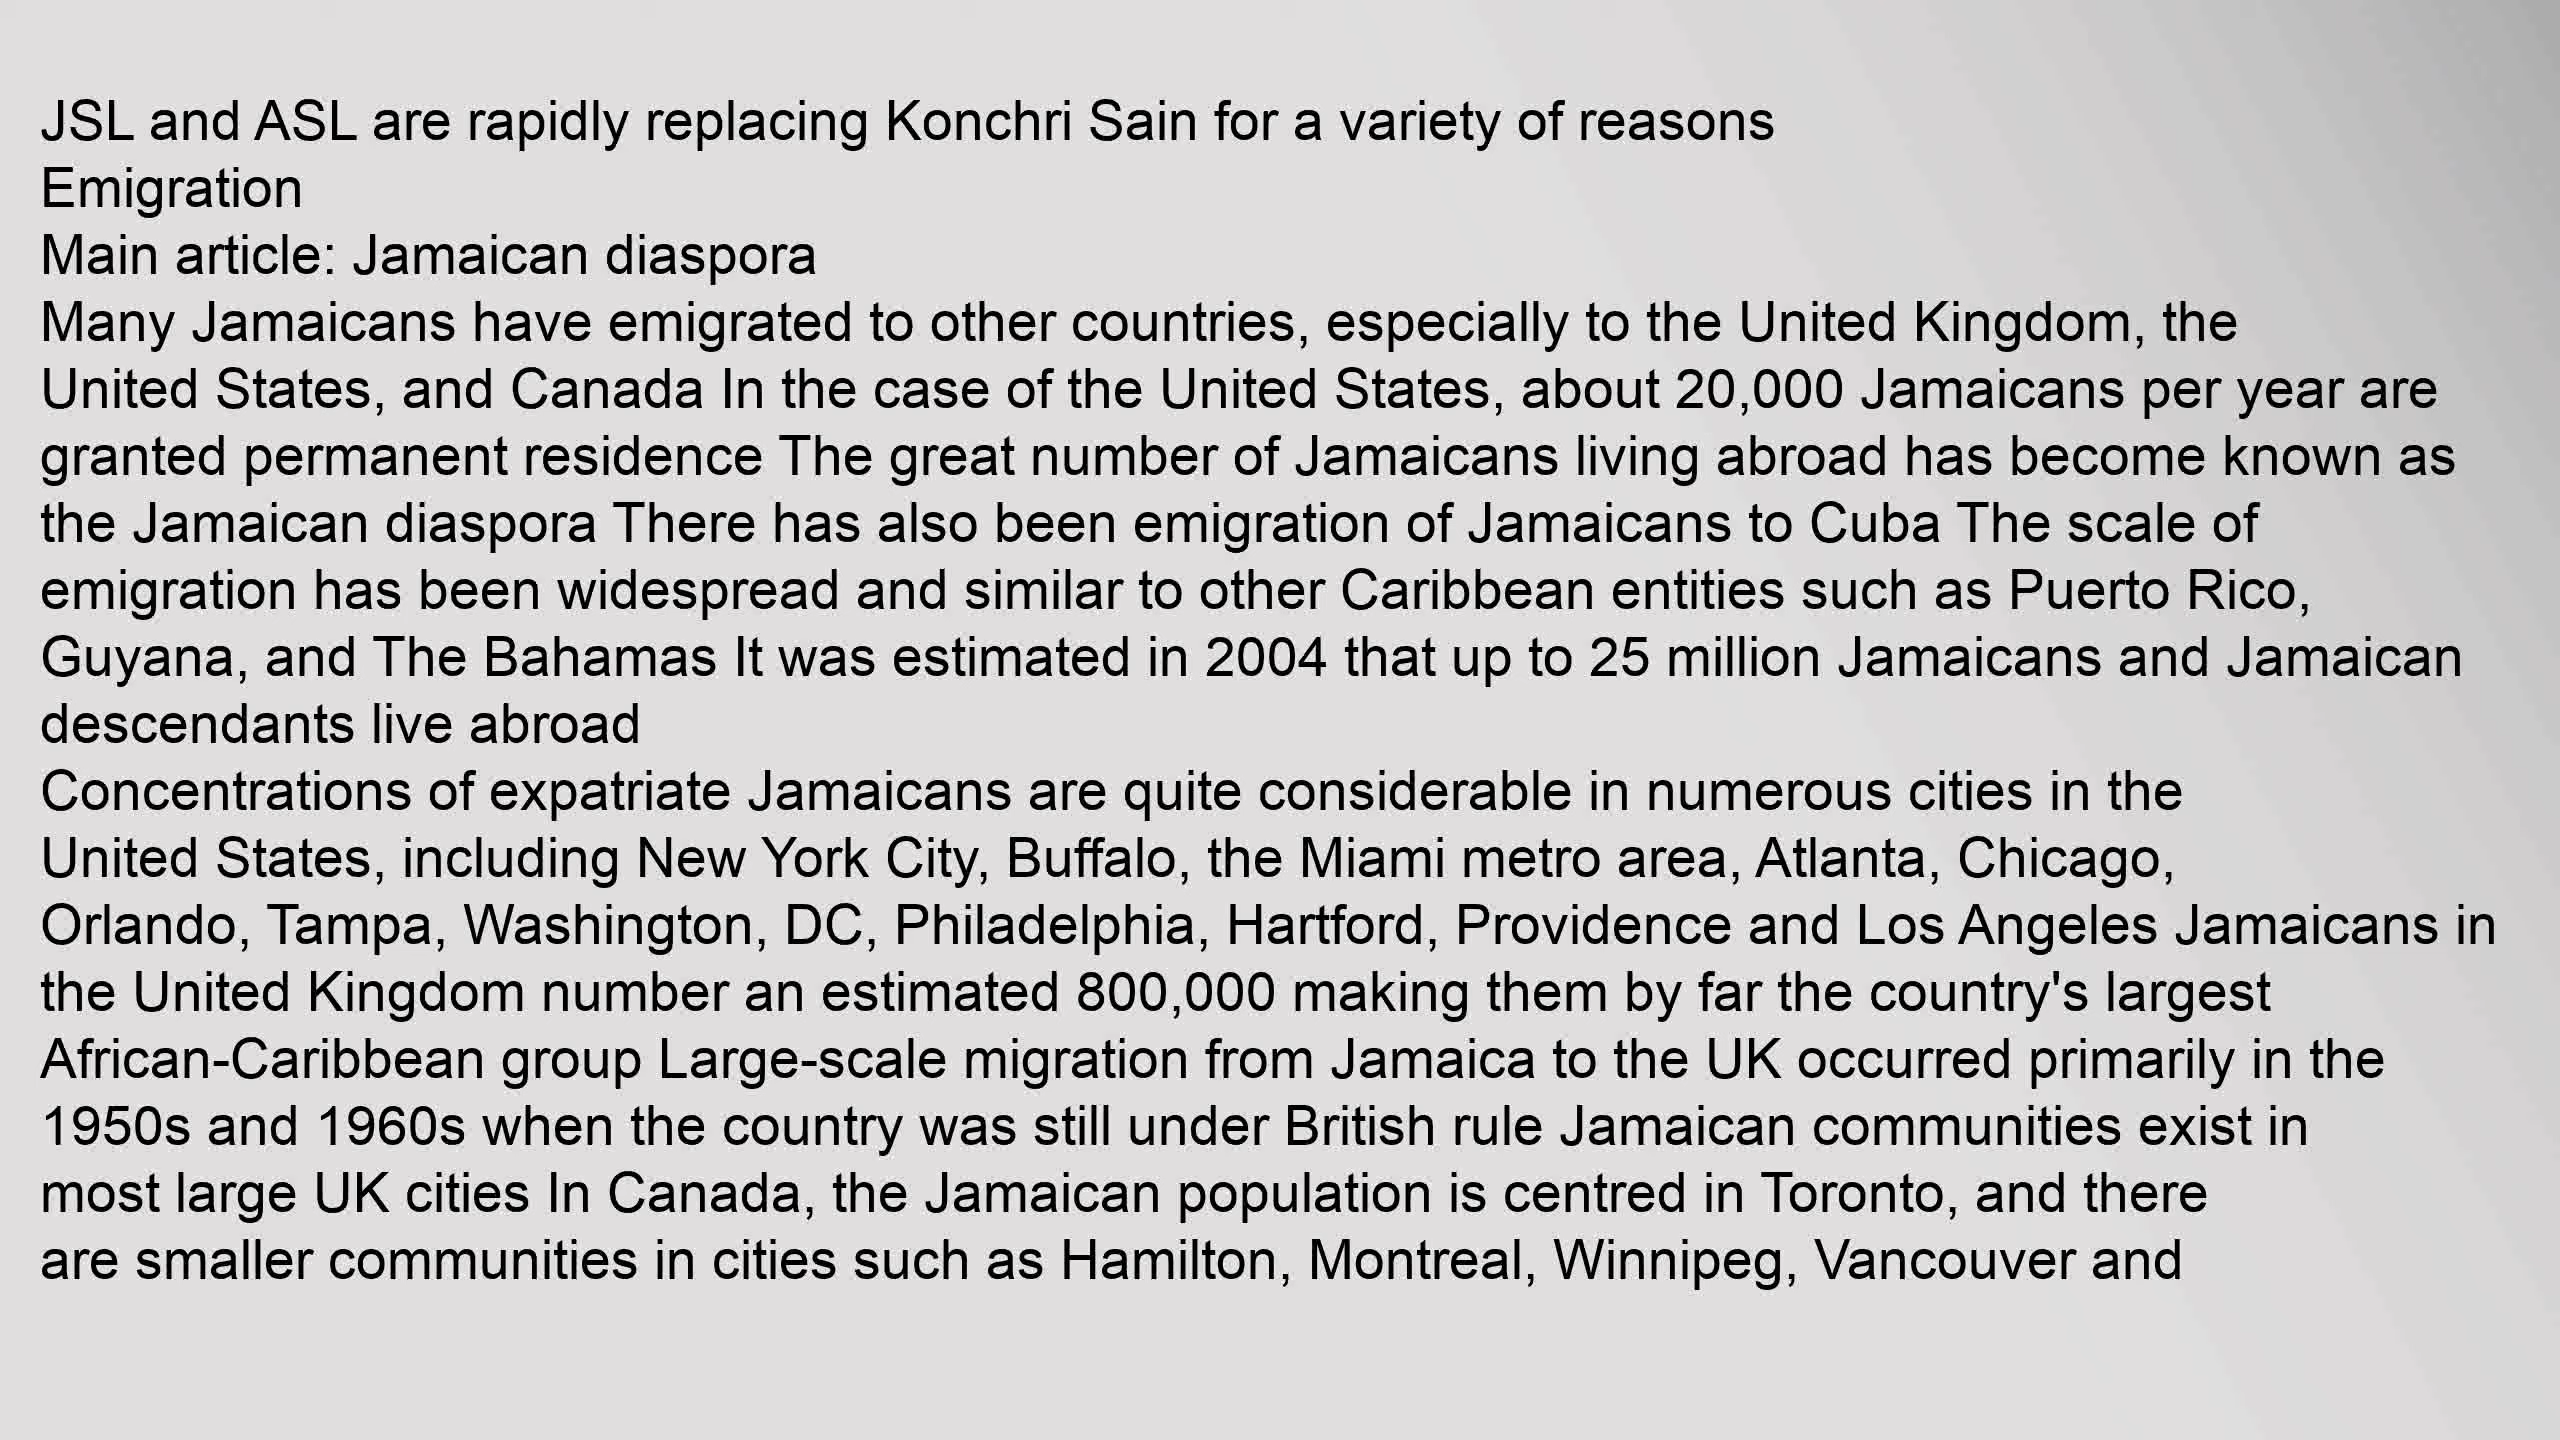 JSL and ASL are rapidly replacing Konchri Sain for a variety of reasons
Emigration
Main article: Jamaican diaspora
Many Jamaicans have emigrated to other countries, especially to the United Kingdom, the
United States, and Canada In the case of the United States, about 20,000 Jamaicans per year are
granted permanent residence The great number of Jamaicans living abroad has become known as
the Jamaican diaspora There has also been emigration of Jamaicans to Cuba The scale of
emigration has been widespread and similar to other Caribbean entities such as Puerto Rico,
Guyana, and The Bahamas It was estimated in 2004 that up to 25 million Jamaicans and Jamaican
descendants live abroad
Concentrations of expatriate Jamaicans are quite considerable in numerous cities in the
United States, including New York City, Buffalo, the Miami metro area, Atlanta, Chicago,
Orlando, Tampa, Washington, DC, Philadelphia, Hartford, Providence and Los Angeles Jamaicans in
the United Kingdom number an estimated 800,000 making them by far the country's largest
African-Caribbean group Large-scale migration from Jamaica to the UK occurred primarily in the
1950s and 1960s when the country was still under British rule Jamaican communities exist in
most large UK cities In Canada, the Jamaican population is centred in Toronto, and there
are smaller communities in cities such as Hamilton, Montreal, Winnipeg, Vancouver and